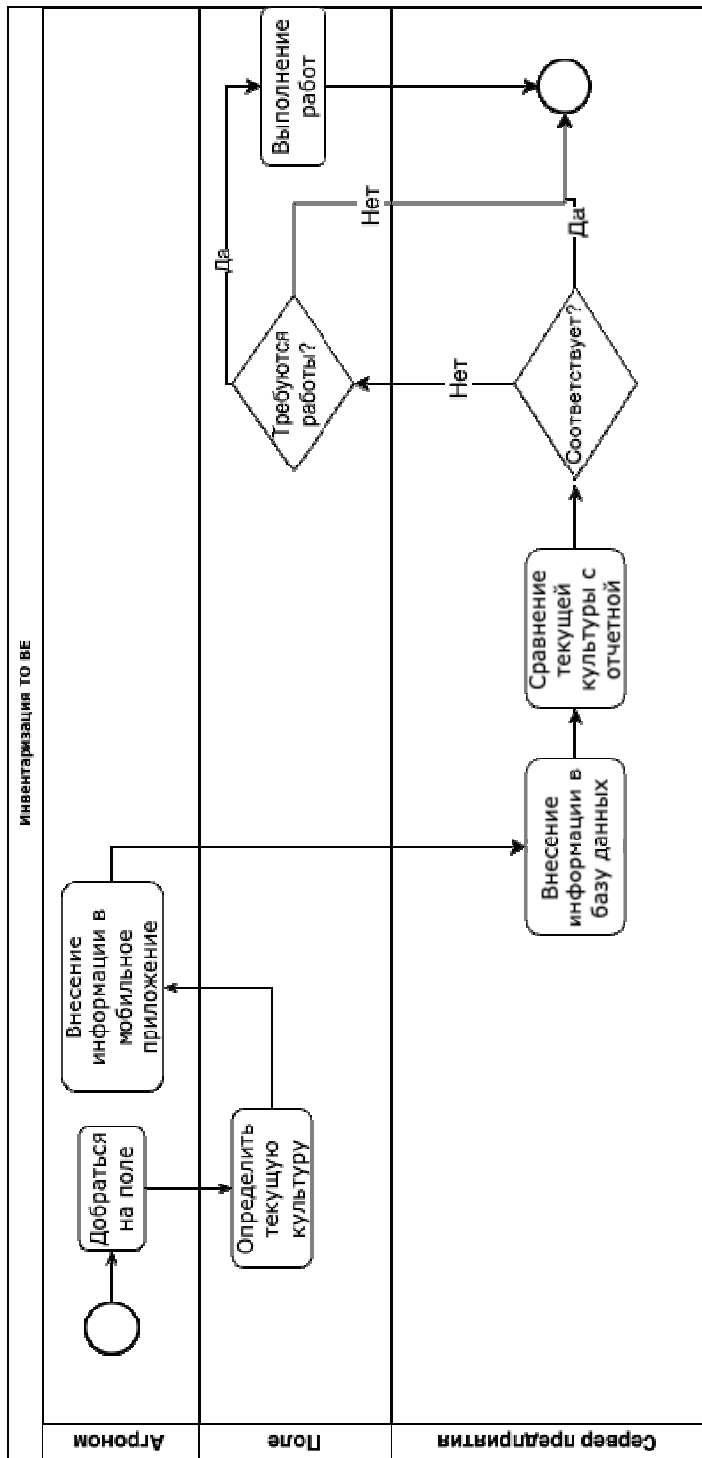 Инвентаризация TO BE
Агроном
Добраться
на поле
Внесение
информации в
мобильное
приложение
Поле
Определить
текущую
культуру
Требуются
работы?
Да
Нет
Выполнение
работ
Сервер предприятия
Внесение
информации в
базу данных
Сравнение
текущей
культуры с
отчетной
Соответствует?
Нет
Да